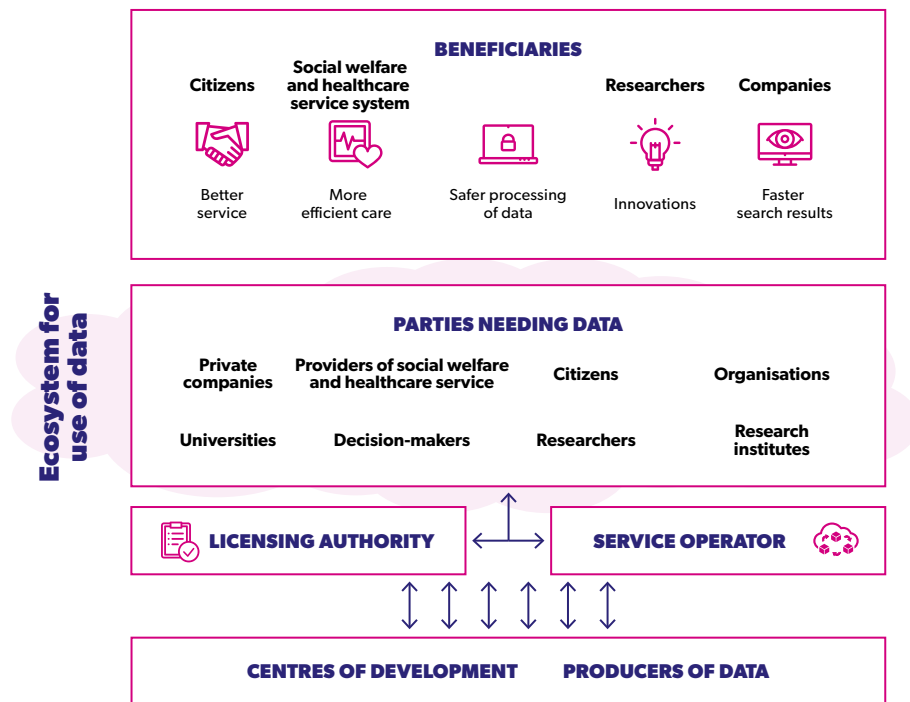 BENEFICIARIES
Citizens
Social welfare
and healthcare
service system
Researchers
Companies
Better
service
More
efficient care
Safer processing
of data
Innovations
Faster
search results
Ecosystem for
use of data
PARTIES NEEDING DATA
Private
companies
Providers of social welfare
and healthcare service
Citizens
Organisations
Universities
Decision-makers
Researchers
Research
institutes
LICENSING AUTHORITY
SERVICE OPERATOR
CENTRES OF DEVELOPMENT
PRODUCERS OF DATA